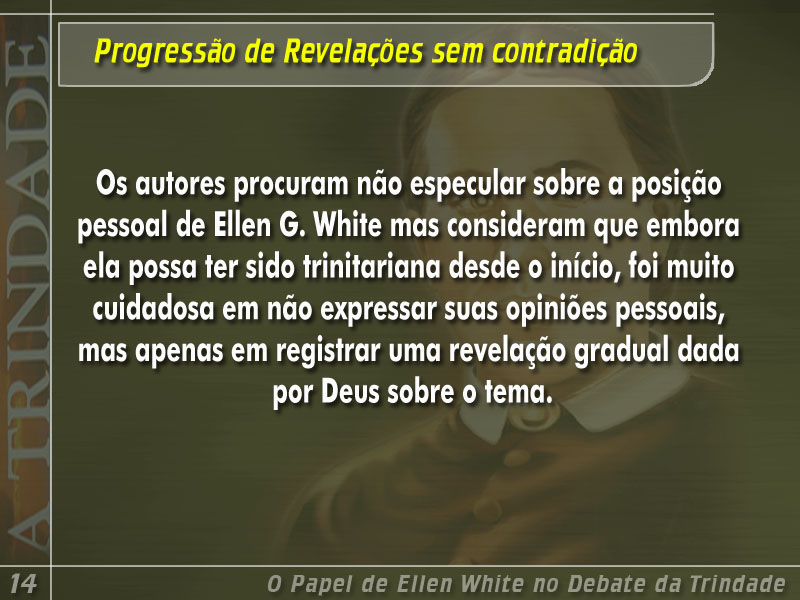 Progressão de Revelações sem contradição
Os autores procuram não especular sobre a posição
pessoal de Ellen G. White mas consideram que embora
ela possa ter sido trinitariana desde o início, foi muito
cuidadosa em não expressar suas opiniões pessoais,
mas apenas em registrar uma revelação gradual dada
por Deus sobre o tema.
A TRINDADE
14
O Papel de Ellen White no Debate da Trindade